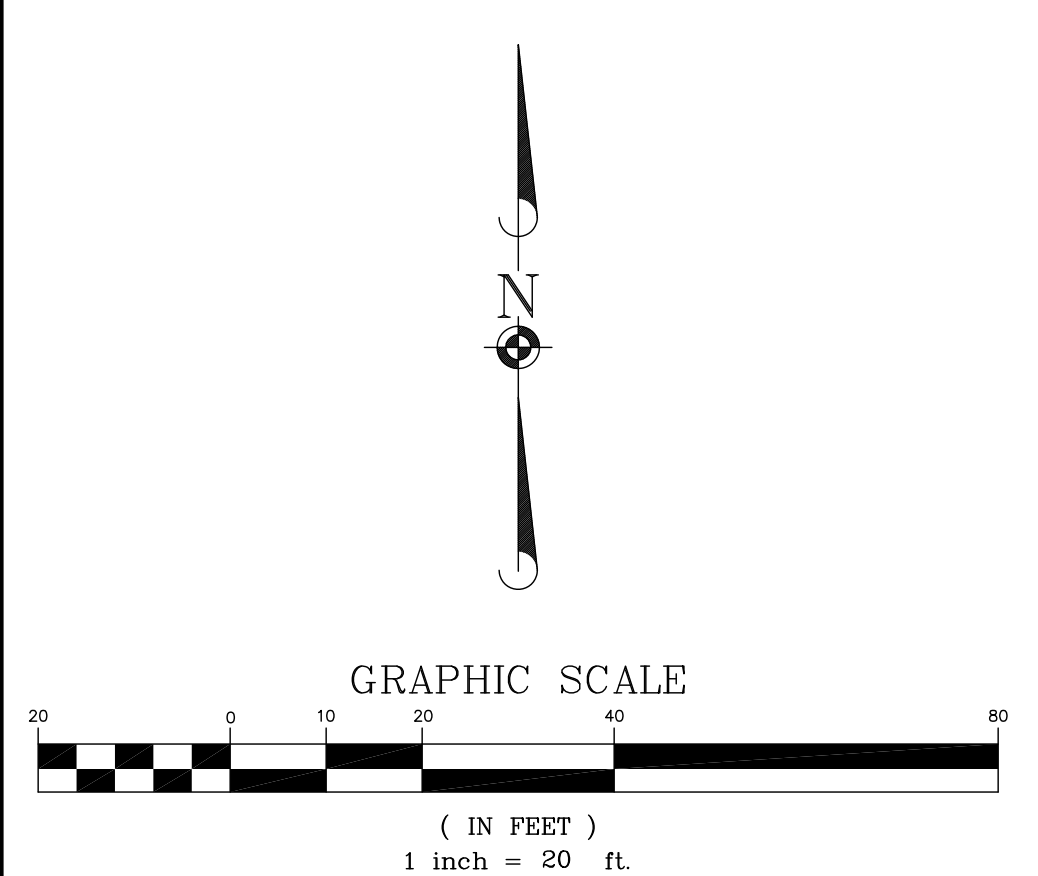 N
GRAPHIC SCALE
20 0 10 20 40 80
( IN FEET )
1 inch = 20 ft.